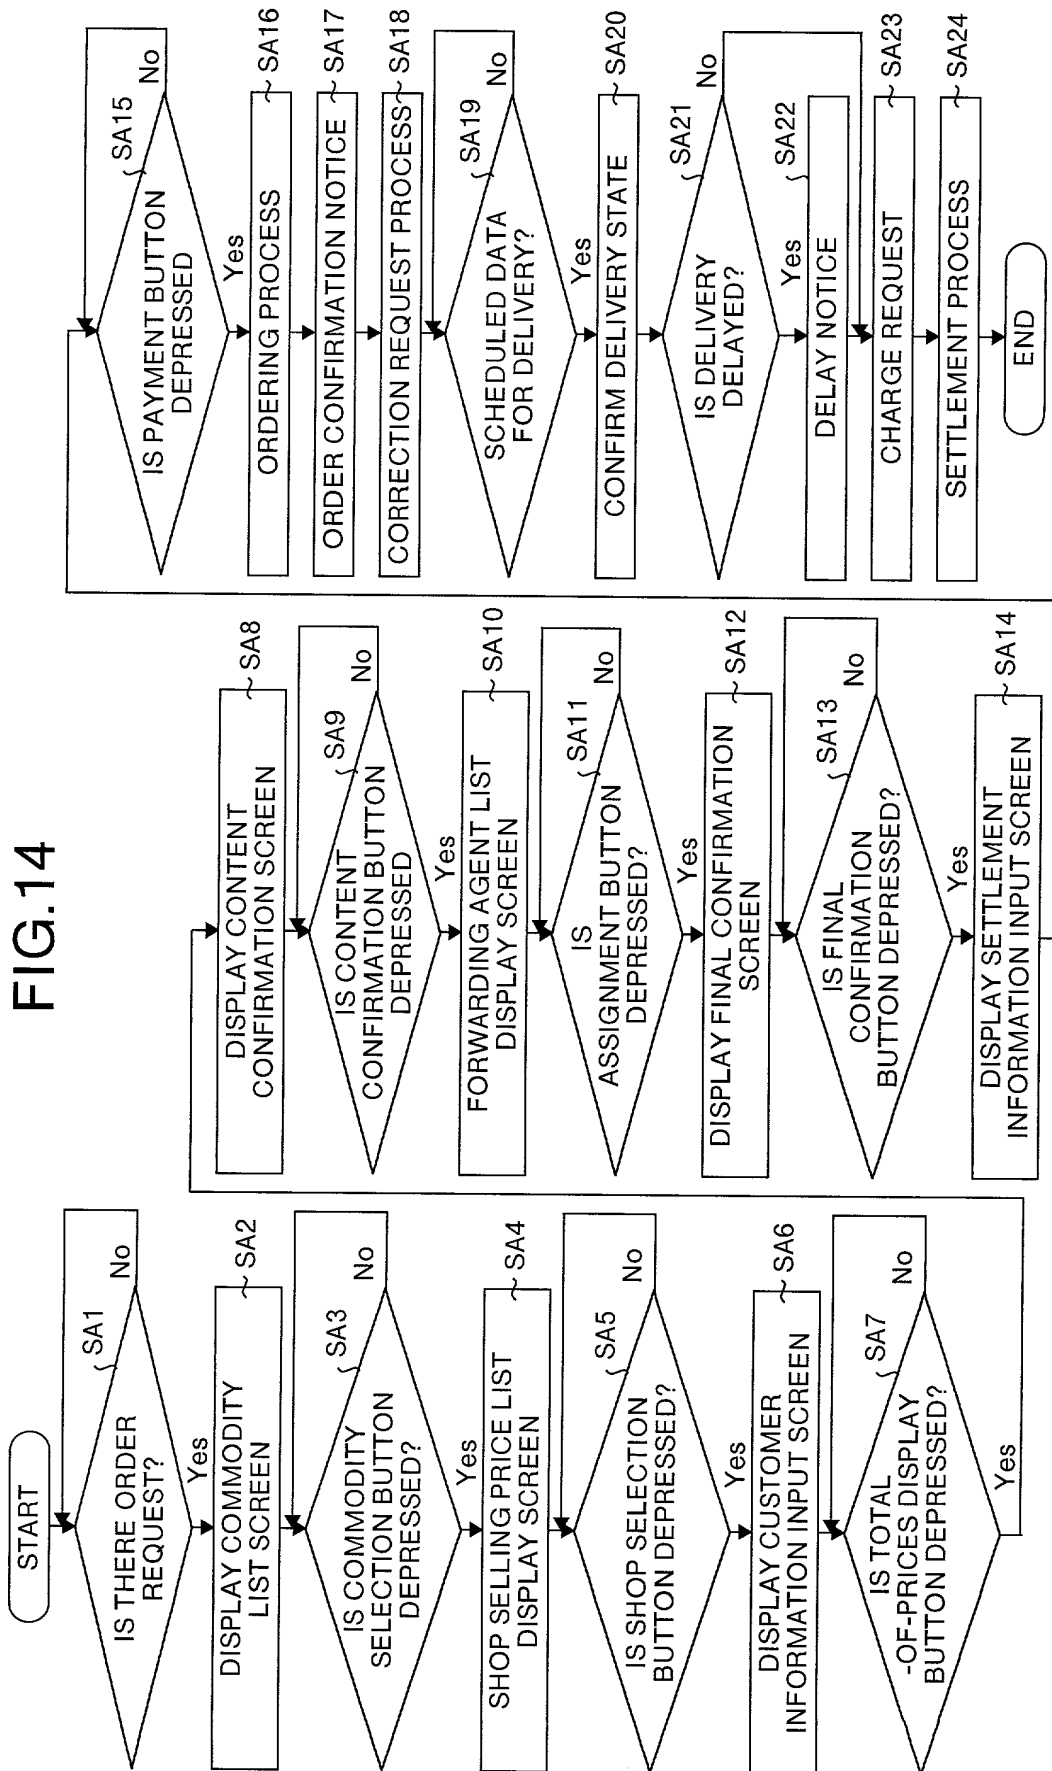 FIG.14
START
IS THERE ORDER
REQUEST?
SA1
No
Yes
DISPLAY COMMODITY
LIST SCREEN
SA2
IS COMMODITY
SELECTION BUTTON
DEPRESSED?
SA3
No
Yes
SHOP SELLING PRICE LIST
DISPLAY SCREEN
SA4
IS SHOP SELECTION
BUTTON DEPRESSED?
SA5
No
Yes
DISPLAY CUSTOMER
INFORMATION INPUT SCREEN
SA6
IS TOTAL
-OF-PRICES DISPLAY
BUTTON DEPRESSED?
SA7
No
Yes
DISPLAY CONTENT
CONFIRMATION SCREEN
SA8
IS CONTENT
CONFIRMATION BUTTON
DEPRESSED
SA9
No
Yes
FORWARDING AGENT LIST
DISPLAY SCREEN
SA10
IS
ASSIGNMENT BUTTON
DEPRESSED?
SA11
No
Yes
DISPLAY FINAL CONFIRMATION
SCREEN
SA12
IS FINAL
CONFIRMATION
BUTTON DEPRESSED?
SA13
No
Yes
DISPLAY SETTLEMENT
INFORMATION INPUT SCREEN
SA14
IS PAYMENT BUTTON
DEPRESSED
SA15
No
Yes
ORDERING PROCESS
SA16
ORDER CONFIRMATION NOTICE
SA17
CORRECTION REQUEST PROCESS
SA18
SCHEDULED DATA
FOR DELIVERY?
SA19
No
Yes
CONFIRM DELIVERY STATE
SA20
IS DELIVERY
DELAYED?
SA21
No
Yes
DELAY NOTICE
SA22
CHARGE REQUEST
SA23
SETTLEMENT PROCESS
SA24
END